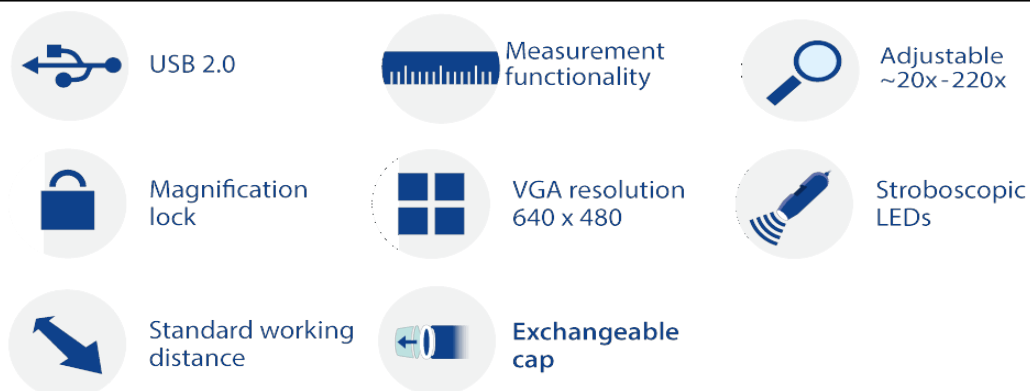 USB 2.0
Measurement
functionality
Adjustable
~20x-220x
Magnification
lock
VGA resolution
640 x 480
Stroboscopic
LEDs
Standard working
distance
Exchangeable
cap